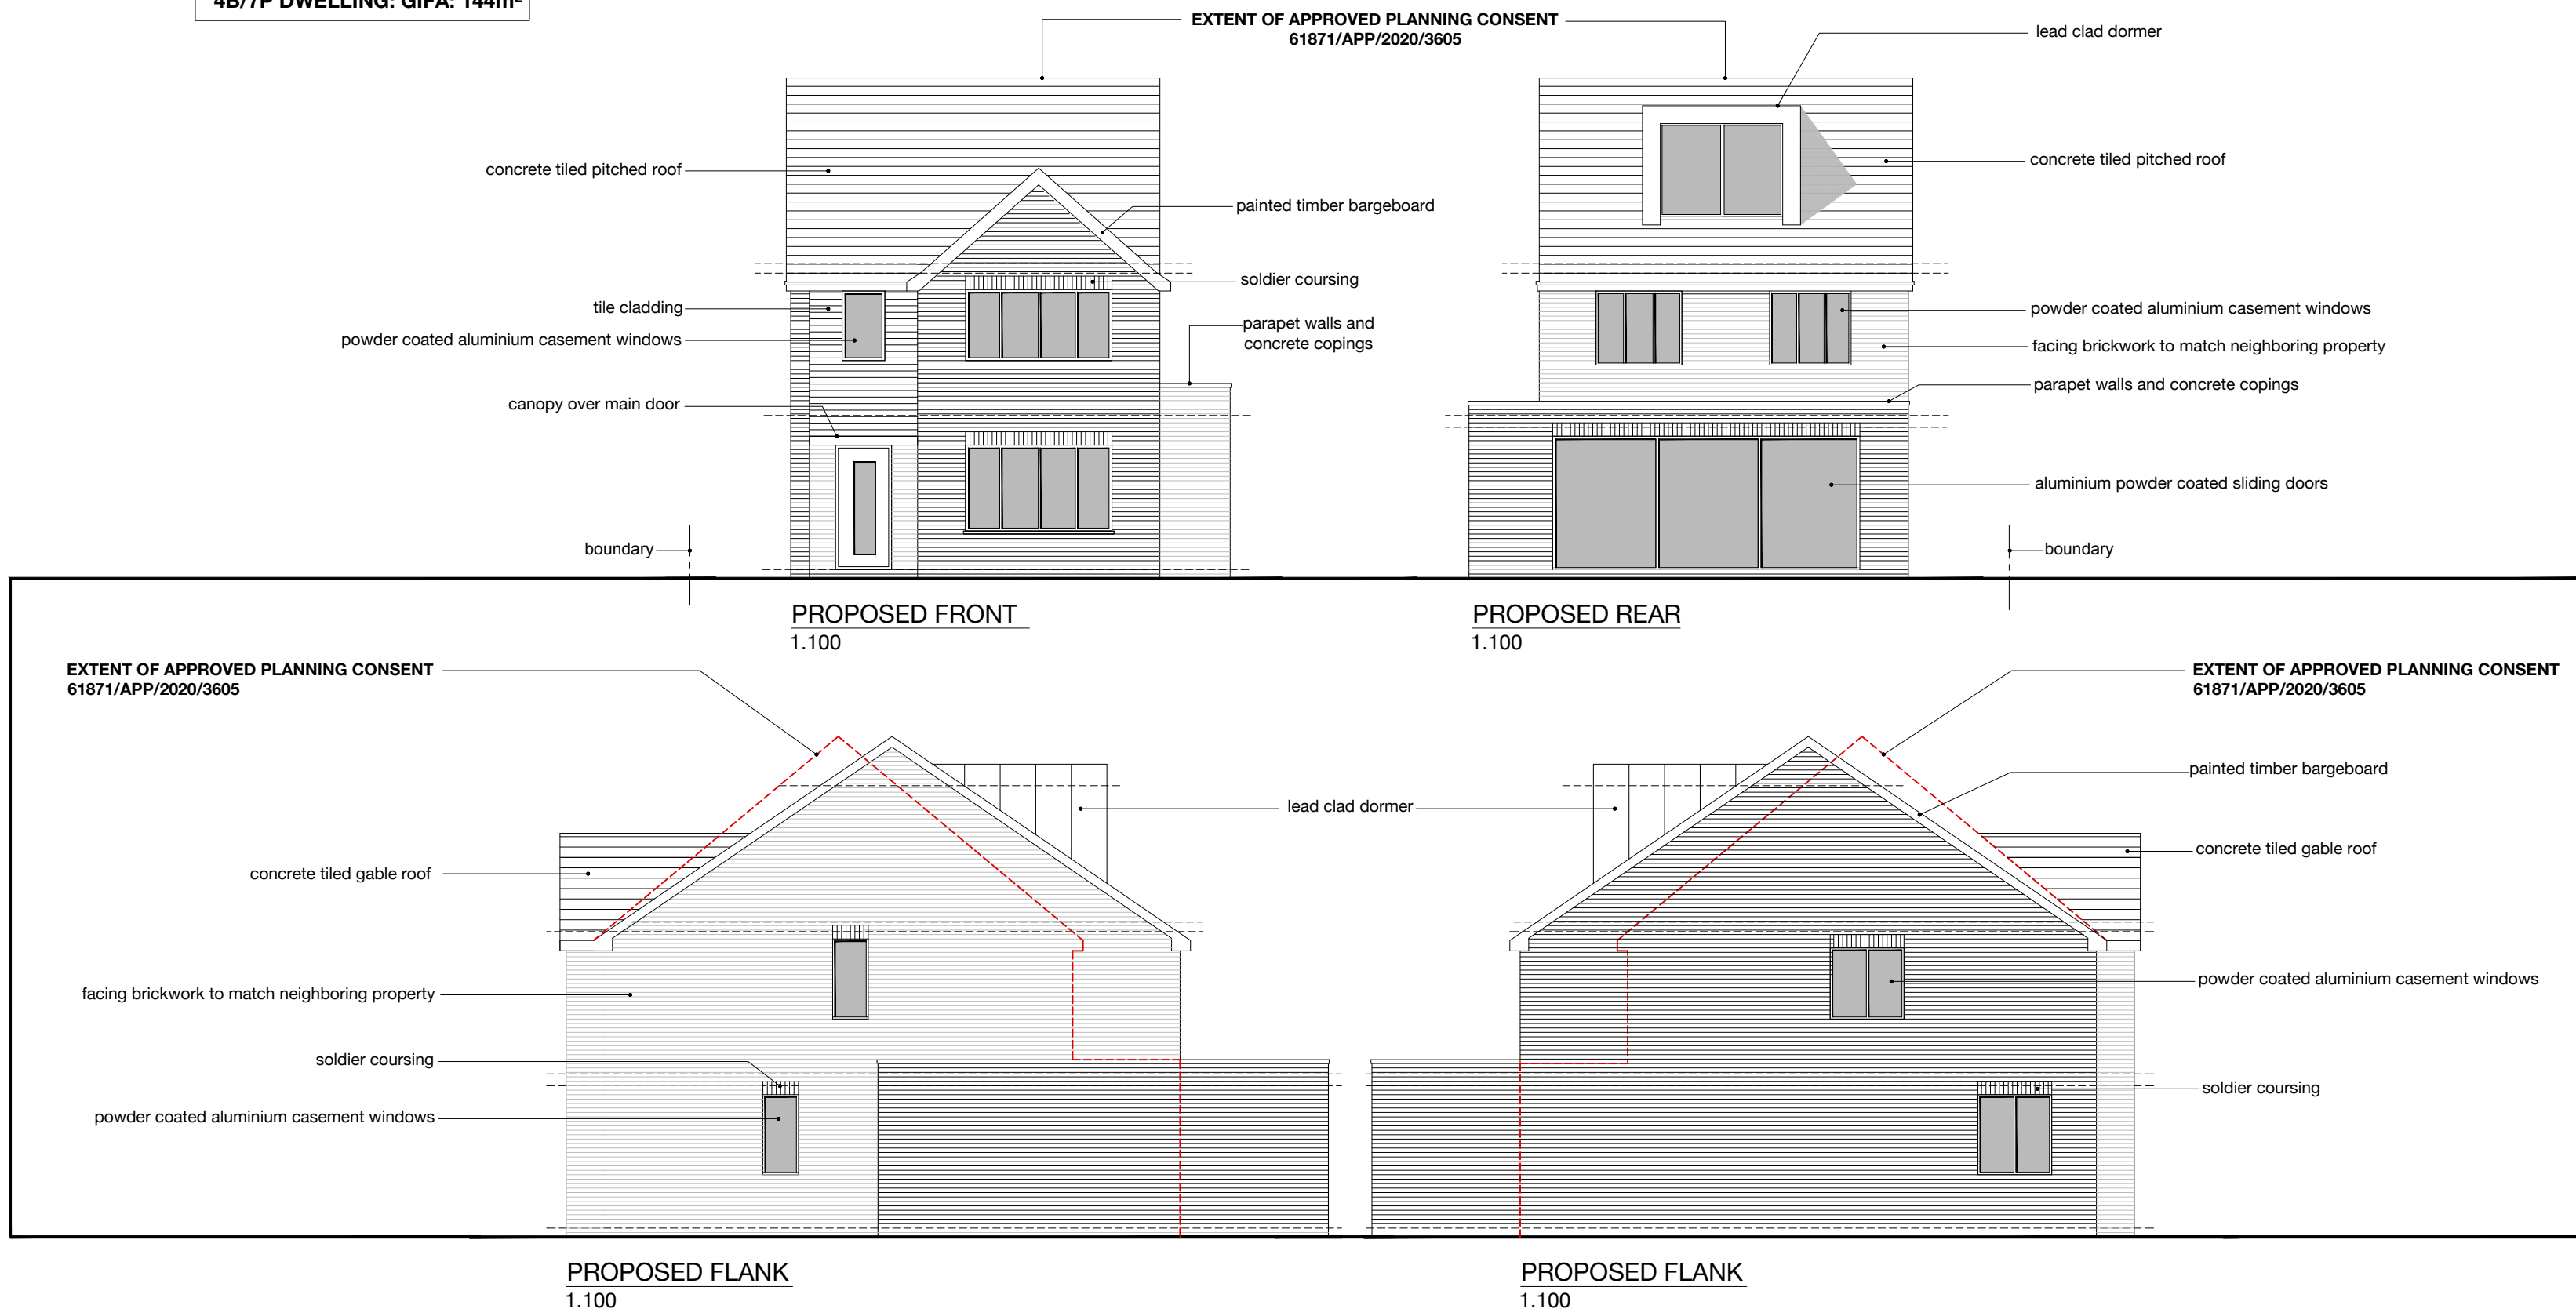 4B/7P DWELLING: GIFA: 144m²
EXTENT OF APPROVED PLANNING CONSENT
61871/APP/2020/3605
lead clad dormer
concrete tiled pitched roof
concrete tiled pitched roof
painted timber bargeboard
soldier coursing
tile cladding
powder coated aluminium casement windows
parapet walls and
concrete copings
powder coated aluminium casement windows
facing brickwork to match neighboring property
parapet walls and concrete copings
canopy over main door
aluminium powder coated sliding doors
boundary
boundary
PROPOSED FRONT
1.100
PROPOSED REAR
1.100
EXTENT OF APPROVED PLANNING CONSENT
61871/APP/2020/3605
EXTENT OF APPROVED PLANNING CONSENT
61871/APP/2020/3605
painted timber bargeboard
lead clad dormer
concrete tiled gable roof
concrete tiled gable roof
facing brickwork to match neighboring property
powder coated aluminium casement windows
soldier coursing
soldier coursing
powder coated aluminium casement windows
PROPOSED FLANK
1.100
PROPOSED FLANK
1.100